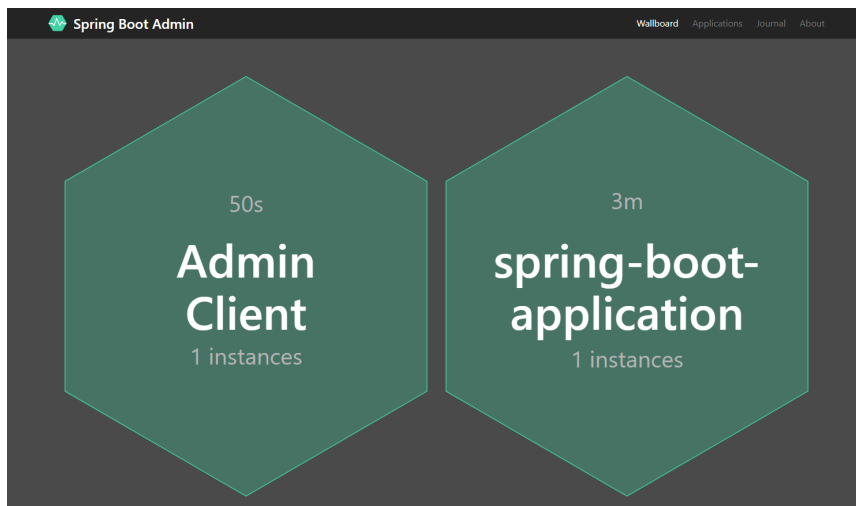 Spring Boot Admin
Wallboard Applications Journal About
50s
Admin
Client
1 instances
3m
spring-boot-
application
1 instances